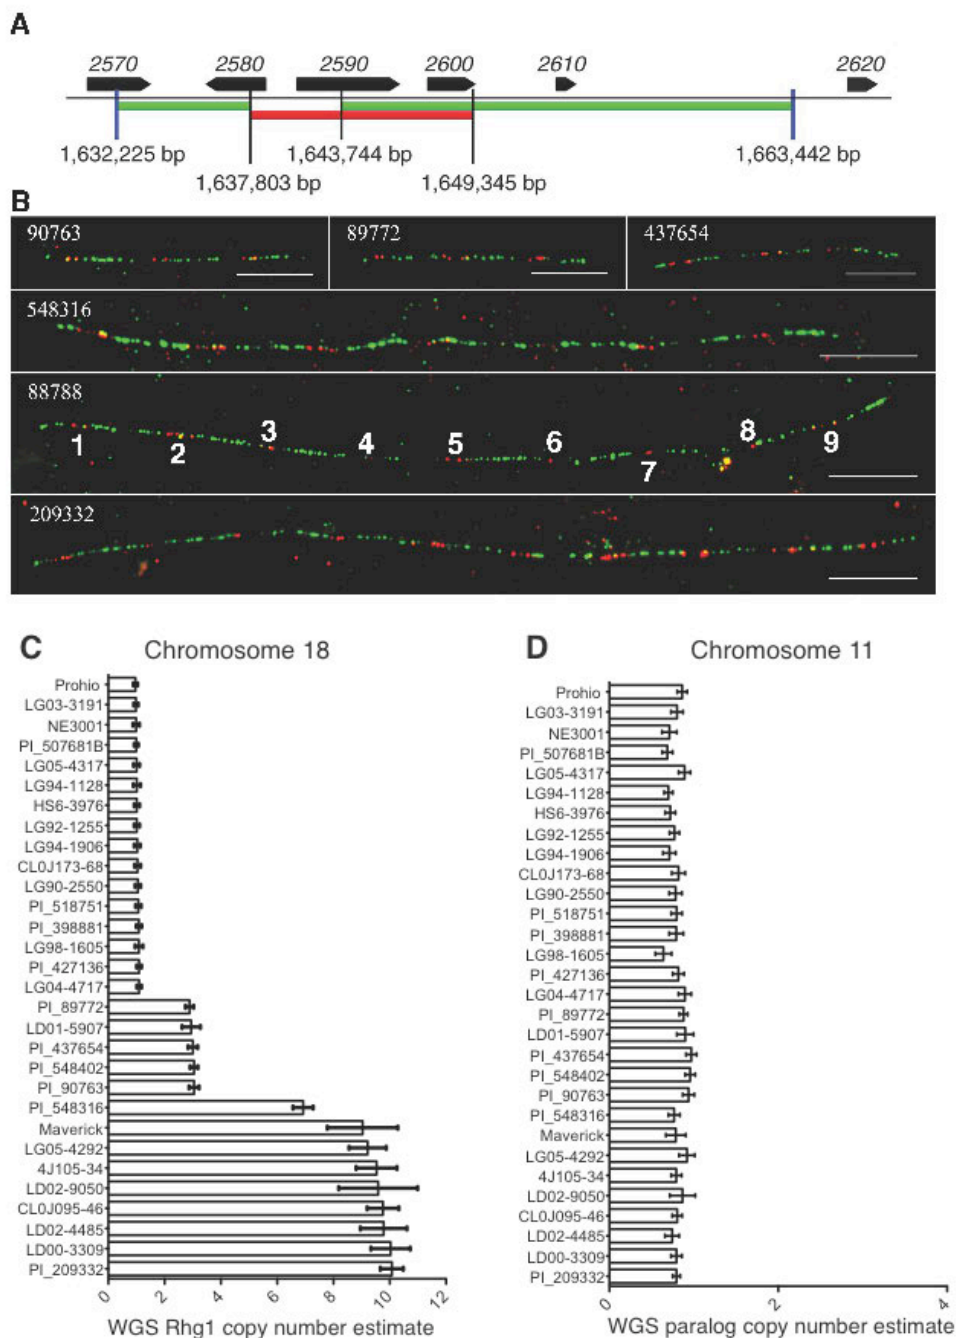 A
2570 2580 2590 2600 2610 2620
1,632,225 bp 1,643,744 bp 1,663,442 bp
1,637,803 bp 1,649,345 bp
B
90763 89772 437654
548316
88788
1 2 3 4 5 6 7 8 9
209332
C Chromosome 18
Prohio
LG03-3191
NE3001
PI_507681B
LG05-4317
LG94-1128
HS6-3976
LG92-1255
LG94-1906
CL0J173-68
LG90-2550
PI_518751
PI_398881
LG98-1605
PI_427136
LG04-4717
PI_89772
LD01-5907
PI_437654
PI_548402
PI_90763
PI_548316
Maverick
LG05-4292
4J105-34
LD02-9050
CL0J095-46
LD02-4485
LD00-3309
PI_209332
0 2 4 6 8 10 12
WGS Rhg1 copy number estimate
D Chromosome 11
Prohio
LG03-3191
NE3001
PI_507681B
LG05-4317
LG94-1128
HS6-3976
LG92-1255
LG94-1906
CL0J173-68
LG90-2550
PI_518751
PI_398881
LG98-1605
PI_427136
LG04-4717
PI_89772
LD01-5907
PI_437654
PI_548402
PI_90763
PI_548316
Maverick
LG05-4292
4J105-34
LD02-9050
CL0J095-46
LD02-4485
LD00-3309
PI_209332
0 2 4
WGS paralog copy number estimate